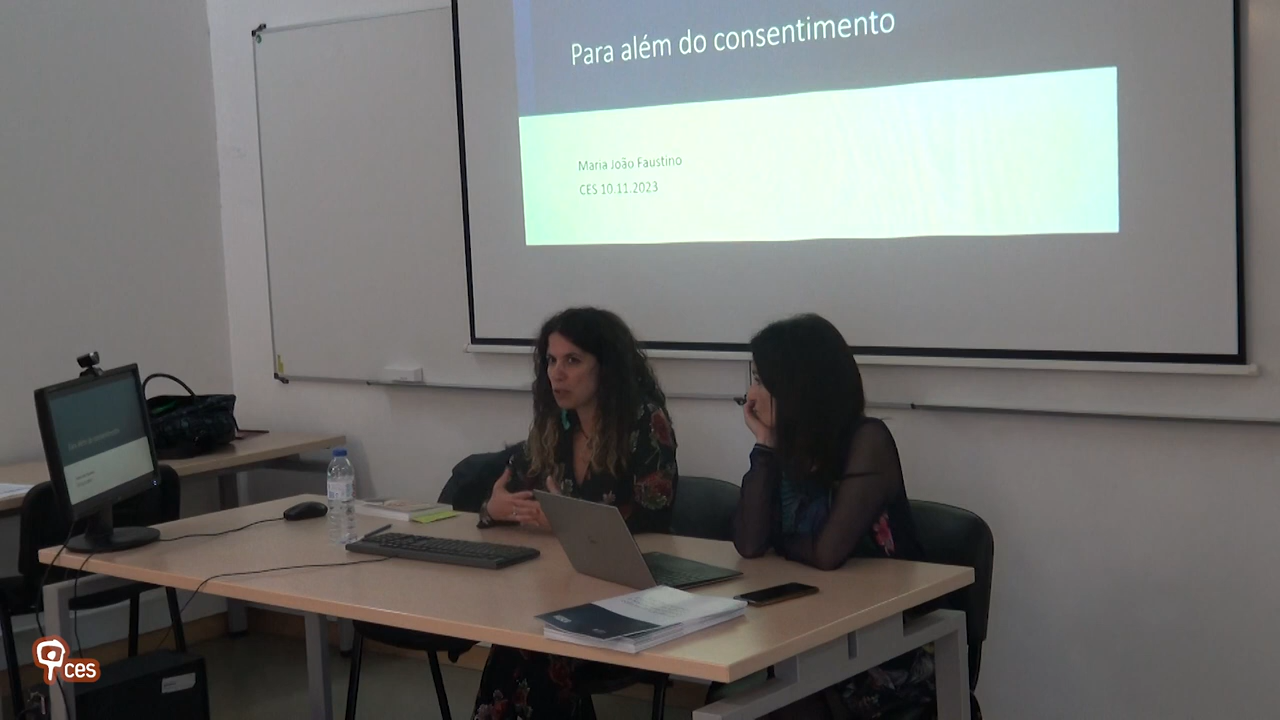 Para além do consentimento
Maria João Faustino
CES 10.11.2023
ces